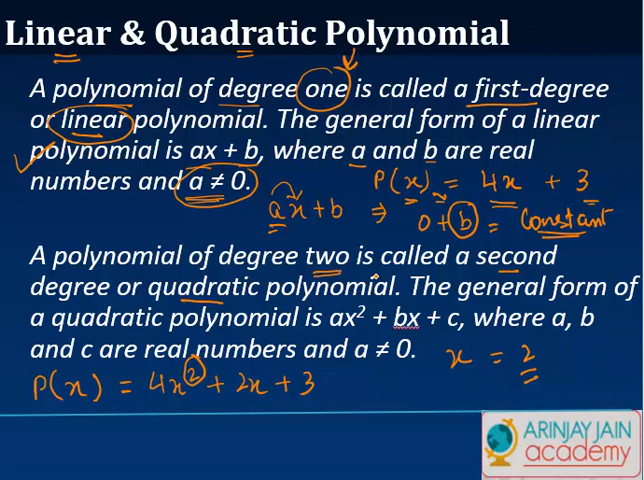 Linear & Quadratic Polynomial
A polynomial of degree one is called a first-degree
or linear polynomial. The general form of a linear
polynomial is ax + b, where a and b are real
numbers and a ≠ 0.
P(x) = 4x + 3
ax+b ⇒ 0+b = Constant
A polynomial of degree two is called a second
degree or quadratic polynomial. The general form of
a quadratic polynomial is ax² + bx + c, where a, b
and c are real numbers and a ≠ 0.
x = 2
P(x) = 4x² + 2x + 3
ARINJAY JAIN
academy